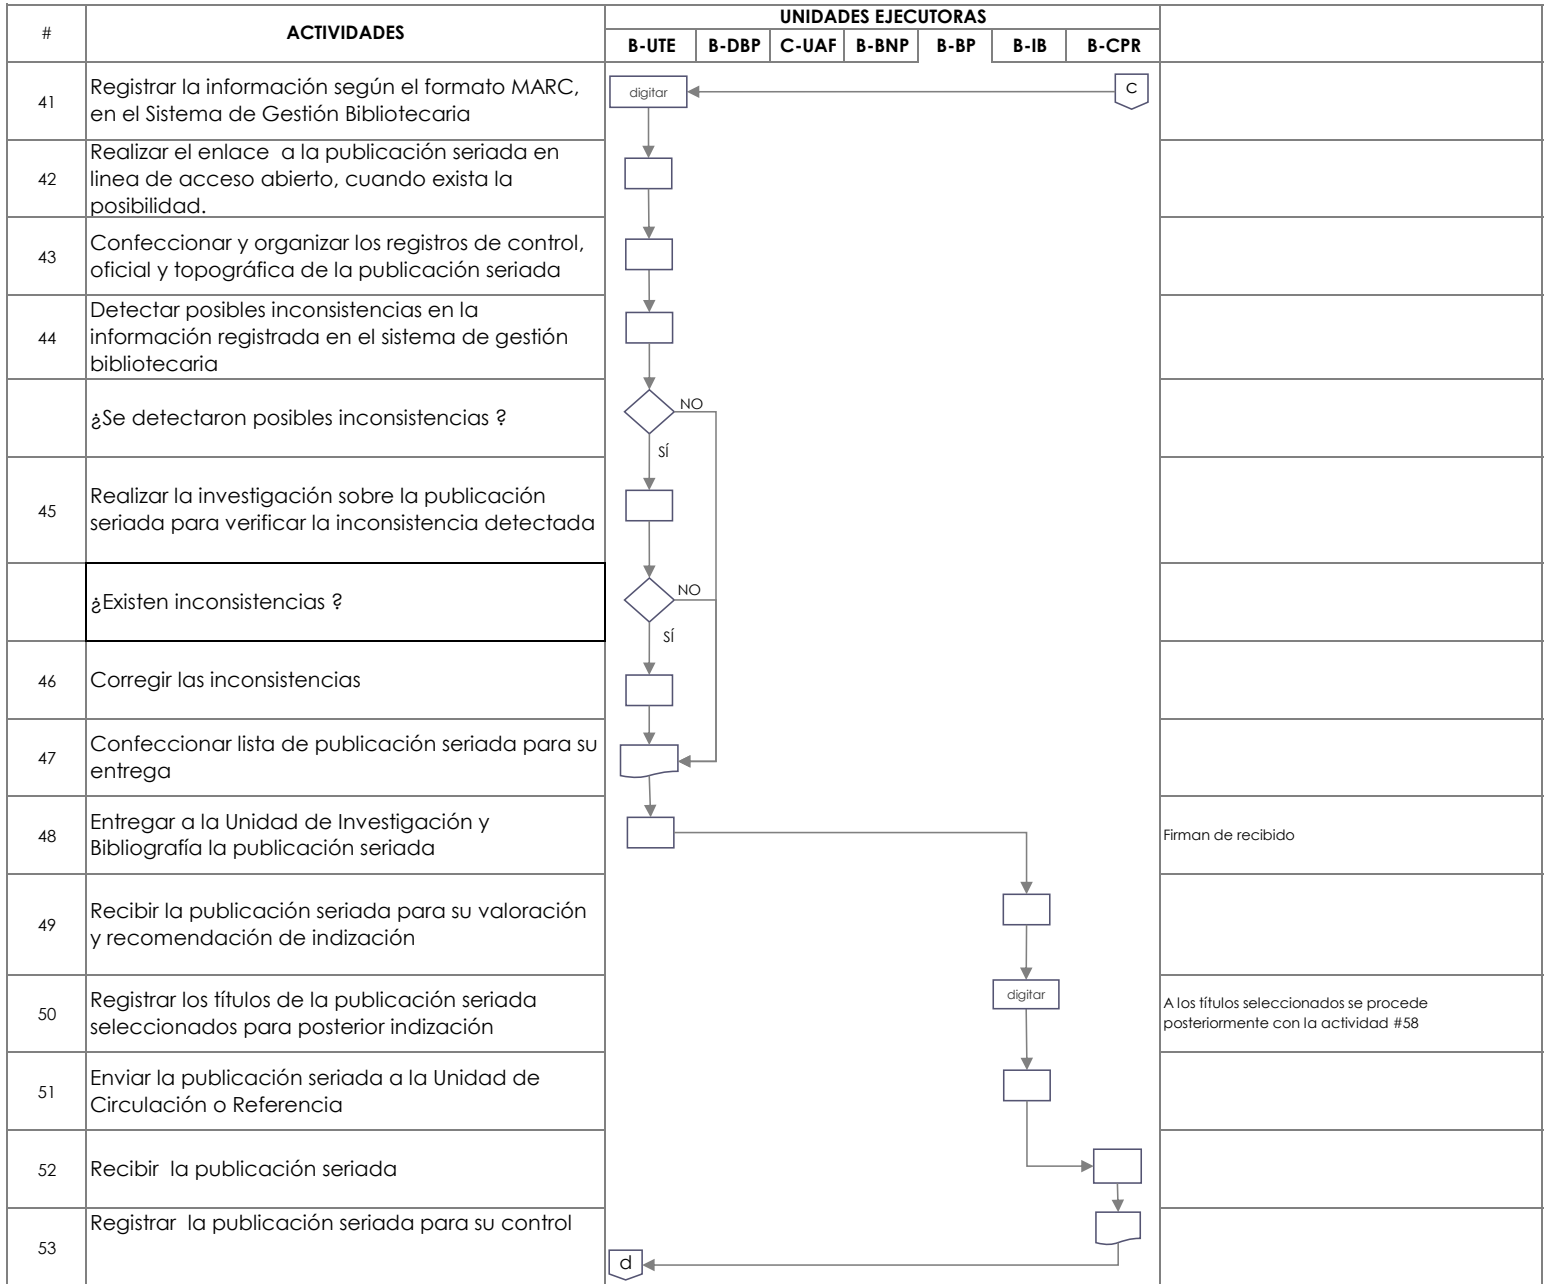 # ACTIVIDADES UNIDADES EJECUTORAS
B-UTE B-DBP C-UAF B-BNP B-BP B-IB B-CPR
41 Registrar la información según el formato MARC,
en el Sistema de Gestión Bibliotecaria
digitar
c
42 Realizar el enlace a la publicación seriada en
linea de acceso abierto, cuando exista la
posibilidad.
43 Confeccionar y organizar los registros de control,
oficial y topográfica de la publicación seriada
44 Detectar posibles inconsistencias en la
información registrada en el sistema de gestión
bibliotecaria
¿Se detectaron posibles inconsistencias ?
NO
SÍ
45 Realizar la investigación sobre la publicación
seriada para verificar la inconsistencia detectada
¿Existen inconsistencias ?
NO
SÍ
46 Corregir las inconsistencias
47 Confeccionar lista de publicación seriada para su
entrega
48 Entregar a la Unidad de Investigación y
Bibliografía la publicación seriada
Firman de recibido
49 Recibir la publicación seriada para su valoración
y recomendación de indización
50 Registrar los títulos de la publicación seriada
seleccionados para posterior indización
digitar
A los títulos seleccionados se procede
posteriormente con la actividad #58
51 Enviar la publicación seriada a la Unidad de
Circulación o Referencia
52 Recibir la publicación seriada
53 Registrar la publicación seriada para su control
d